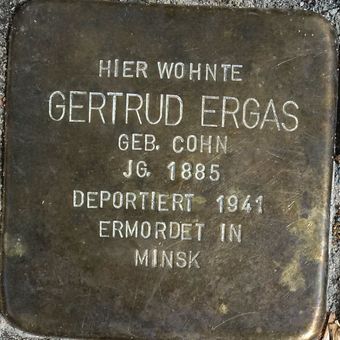 HIER WOHNTE
GERTRUD ERGAS
GEB. COHN
JG. 1885
DEPORTIERT 1941
ERMORDET IN
MINSK